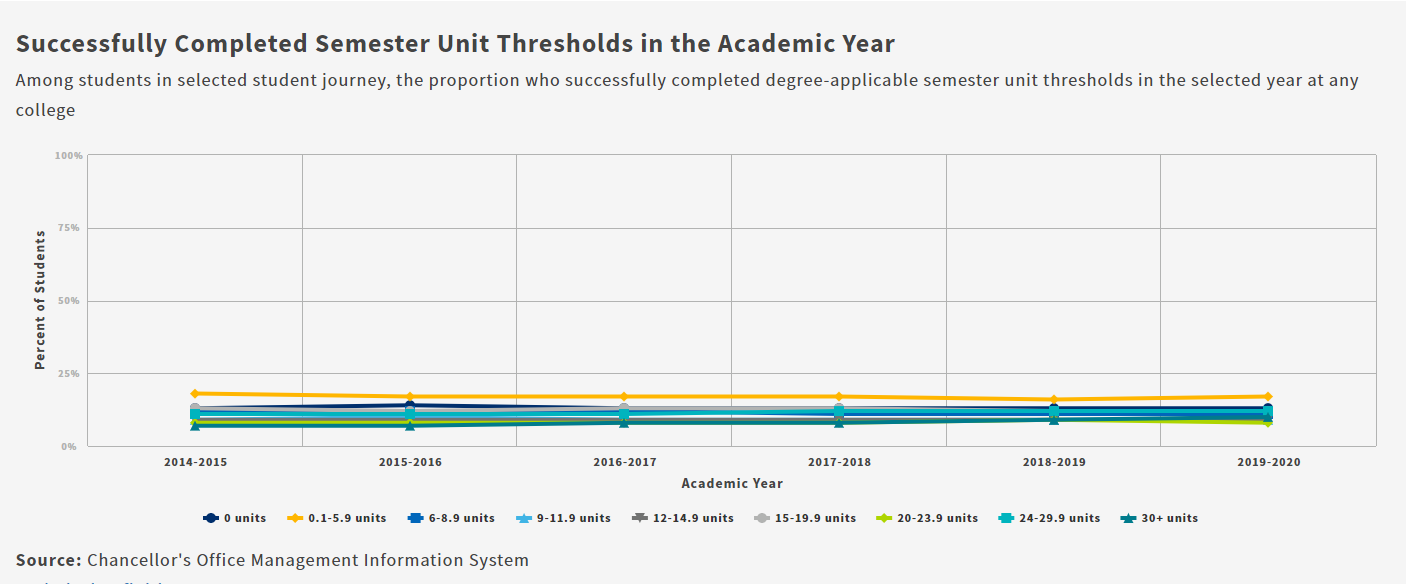 Successfully Completed Semester Unit Thresholds in the Academic Year
Among students in selected student journey, the proportion who successfully completed degree-applicable semester unit thresholds in the selected year at any
college
100%
75%
50%
25%
0%
Percent of Students
2014-2015 2015-2016 2016-2017 2017-2018 2018-2019 2019-2020
Academic Year
0 units 0.1-5.9 units 6-8.9 units 9-11.9 units 12-14.9 units 15-19.9 units 20-23.9 units 24-29.9 units 30+ units
Source: Chancellor's Office Management Information System